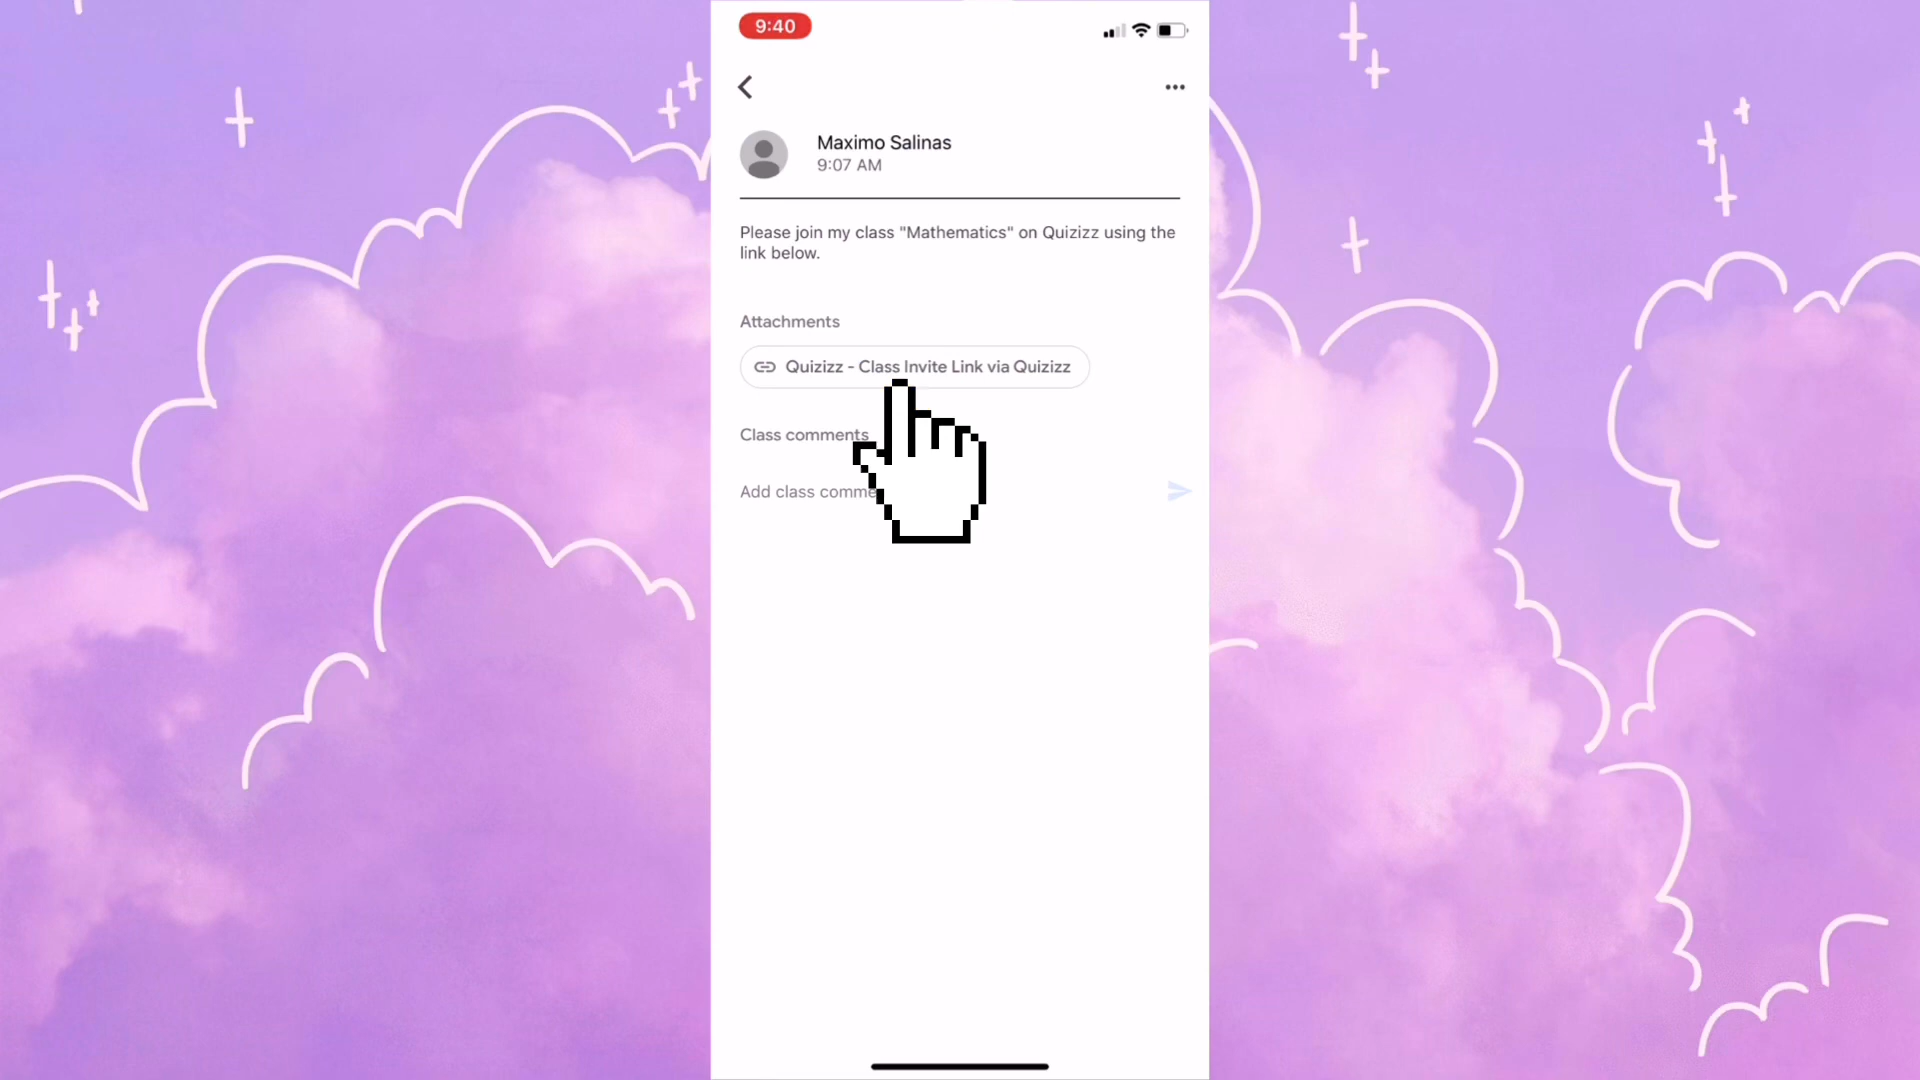 9:40
Maximo Salinas
9:07 AM
Please join my class "Mathematics" on Quizizz using the
link below.
Attachments
Quizizz - Class Invite Link via Quizizz
Class comments
Add class comme